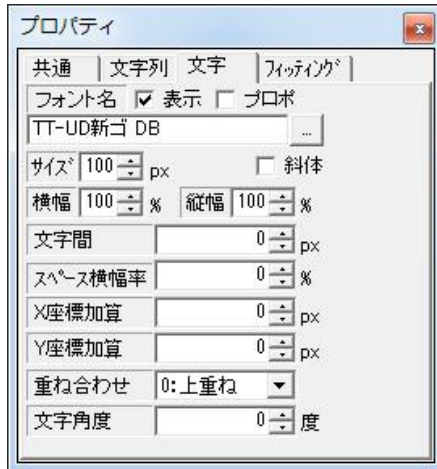 プロパティ
共通 文字列 文字 フィッティング
フォント名 表示 プロポ
TT-UD新ゴ DB ...
サイズ 100 px 斜体
横幅 100 % 縦幅 100 %
文字間 0 px
スペース横幅率 0 %
X座標加算 0 px
Y座標加算 0 px
重ね合わせ 0:上重ね
文字角度 0 度